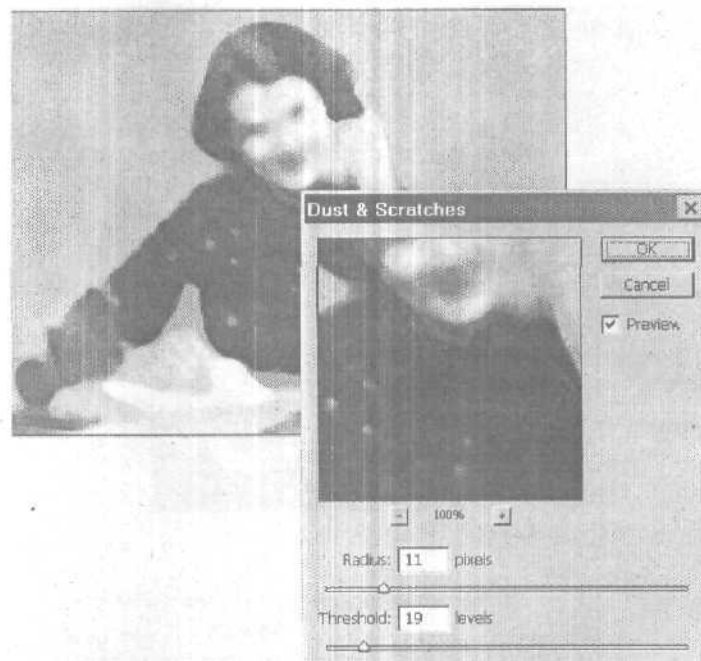 Dust & Scratches
OK
Cancel
Preview
100%
Radius: 11 pixels
Threshold: 19 levels